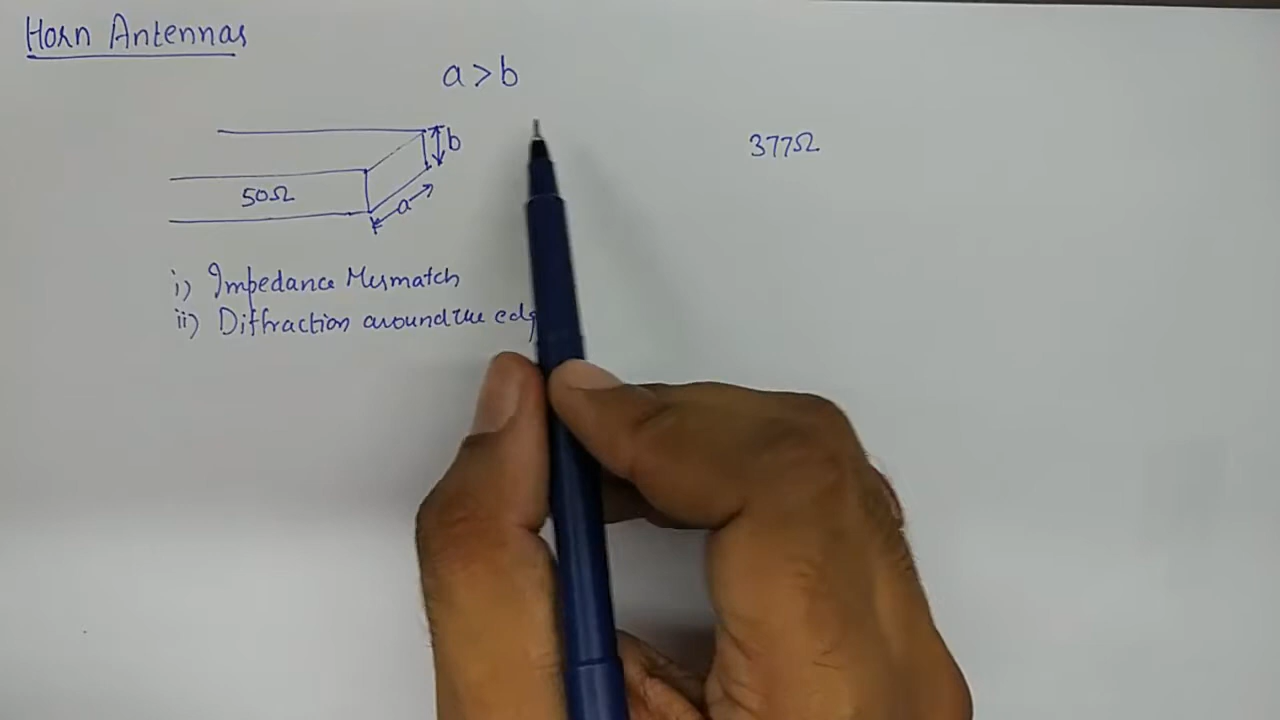 Horn Antennas
a > b
b
377Ω
50Ω
a
i) Impedance Mismatch
ii) Diffraction around the